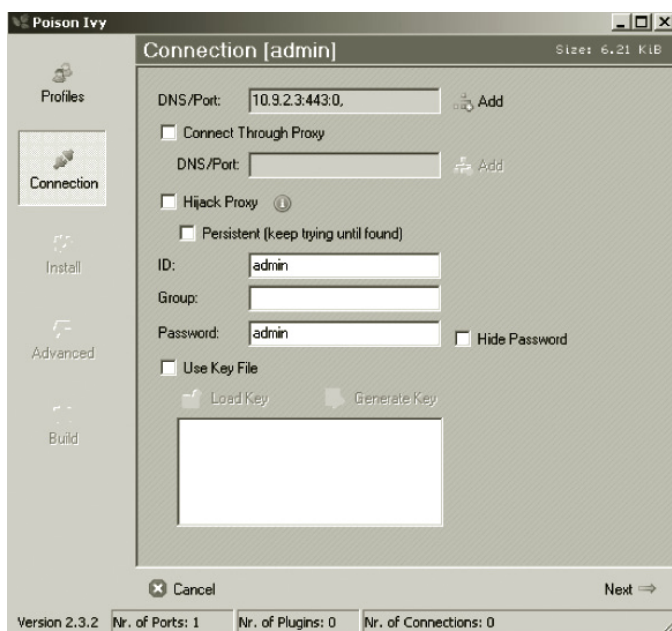 Poison Ivy
Connection [admin]
Size: 6.21 KiB
Profiles
Connection
Install
Advanced
Build
DNS/Port:
10.9.2.3:443:0,
Add
Connect Through Proxy
DNS/Port:
Add
Hijack Proxy
Persistent (keep trying until found)
ID:
admin
Group:
Password:
admin
Hide Password
Use Key File
Load Key
Generate Key
Cancel
Next
Version 2.3.2
Nr. of Ports: 1
Nr. of Plugins: 0
Nr. of Connections: 0